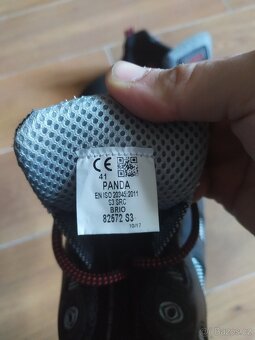 CE
41
PANDA
EN ISO 20345:2011
S3 SRC
BRIO
82572 S3
10/17